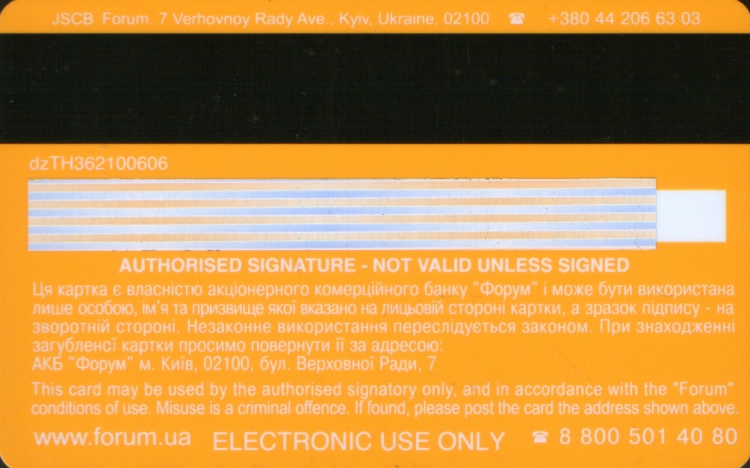 JSCB Forum, 7 Verhovnoy Rady Ave., Kyiv, Ukraine, 02100 ☎ +380 44 206 63 03
dzTH362100606
AUTHORISED SIGNATURE - NOT VALID UNLESS SIGNED
Ця картка є власністю акціонерного комерційного банку "Форум" і може бути використана
лише особою, ім'я та призвище якої вказано на лицьовій стороні картки, а зразок підпису - на
зворотній стороні. Незаконне використання переслідується законом. При знаходженні
загубленсі картки просимо повернути її за адресою:
АКБ "Форум" м. Київ, 02100, бул. Верховної Ради, 7
This card may be used by the authorised signatory only, and in accordance with the "Forum"
conditions of use. Misuse is a criminal offence. If found, please post the card the address shown above.
www.forum.ua ELECTRONIC USE ONLY ☎ 8 800 501 40 80